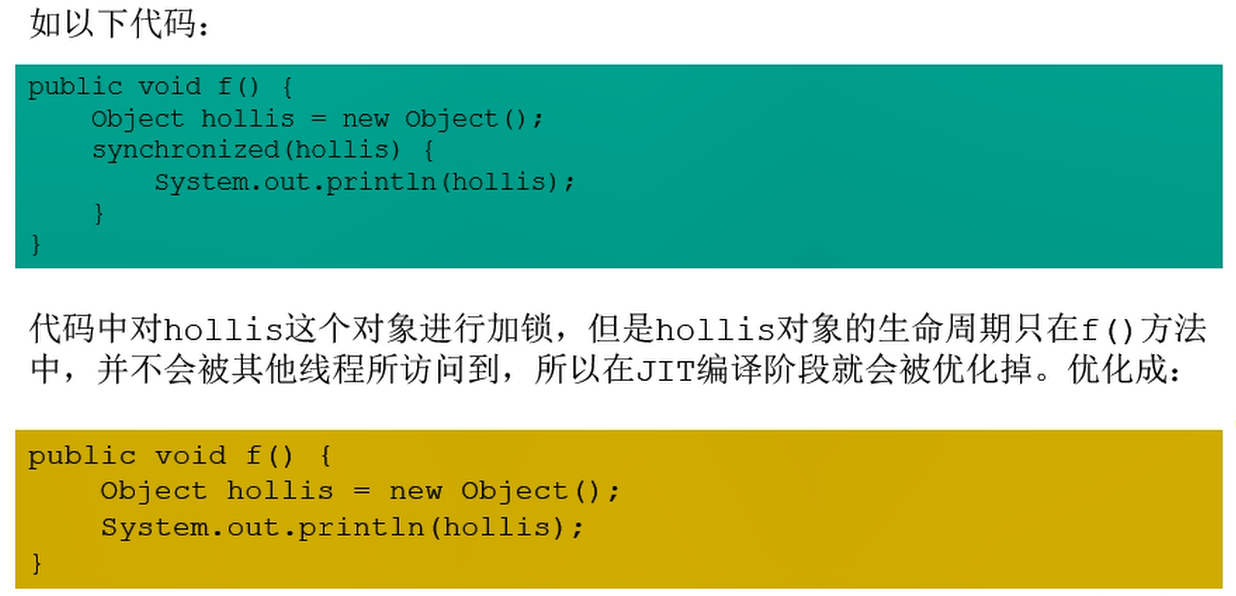 如以下代码：
public void f() {
    Object hollis = new Object();
    synchronized(hollis) {
        System.out.println(hollis);
    }
}
代码中对hollis这个对象进行加锁，但是hollis对象的生命周期只在f()方法
中，并不会被其他线程所访问到，所以在JIT编译阶段就会被优化掉。优化成：
public void f() {
    Object hollis = new Object();
    System.out.println(hollis);
}